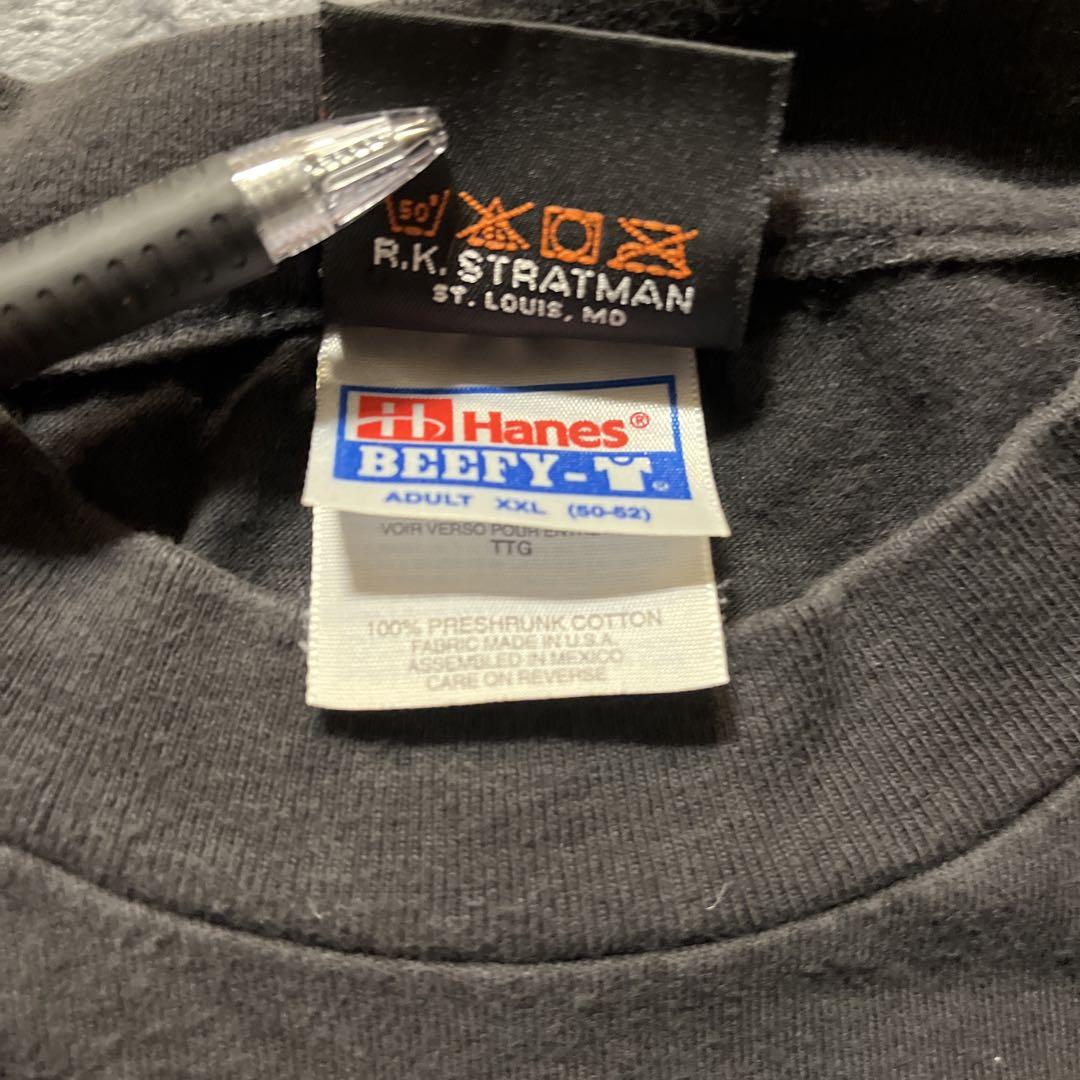 50°
R.K. STRATMAN
ST. LOUIS, MO
Hanes®
BEEFY-T®
ADULT XXL (50-52)
VOIR VERSO POUR
TTG
100% PRESHRUNK COTTON
FABRIC MADE IN U.S.A.
ASSEMBLED IN MEXICO
CARE ON REVERSE